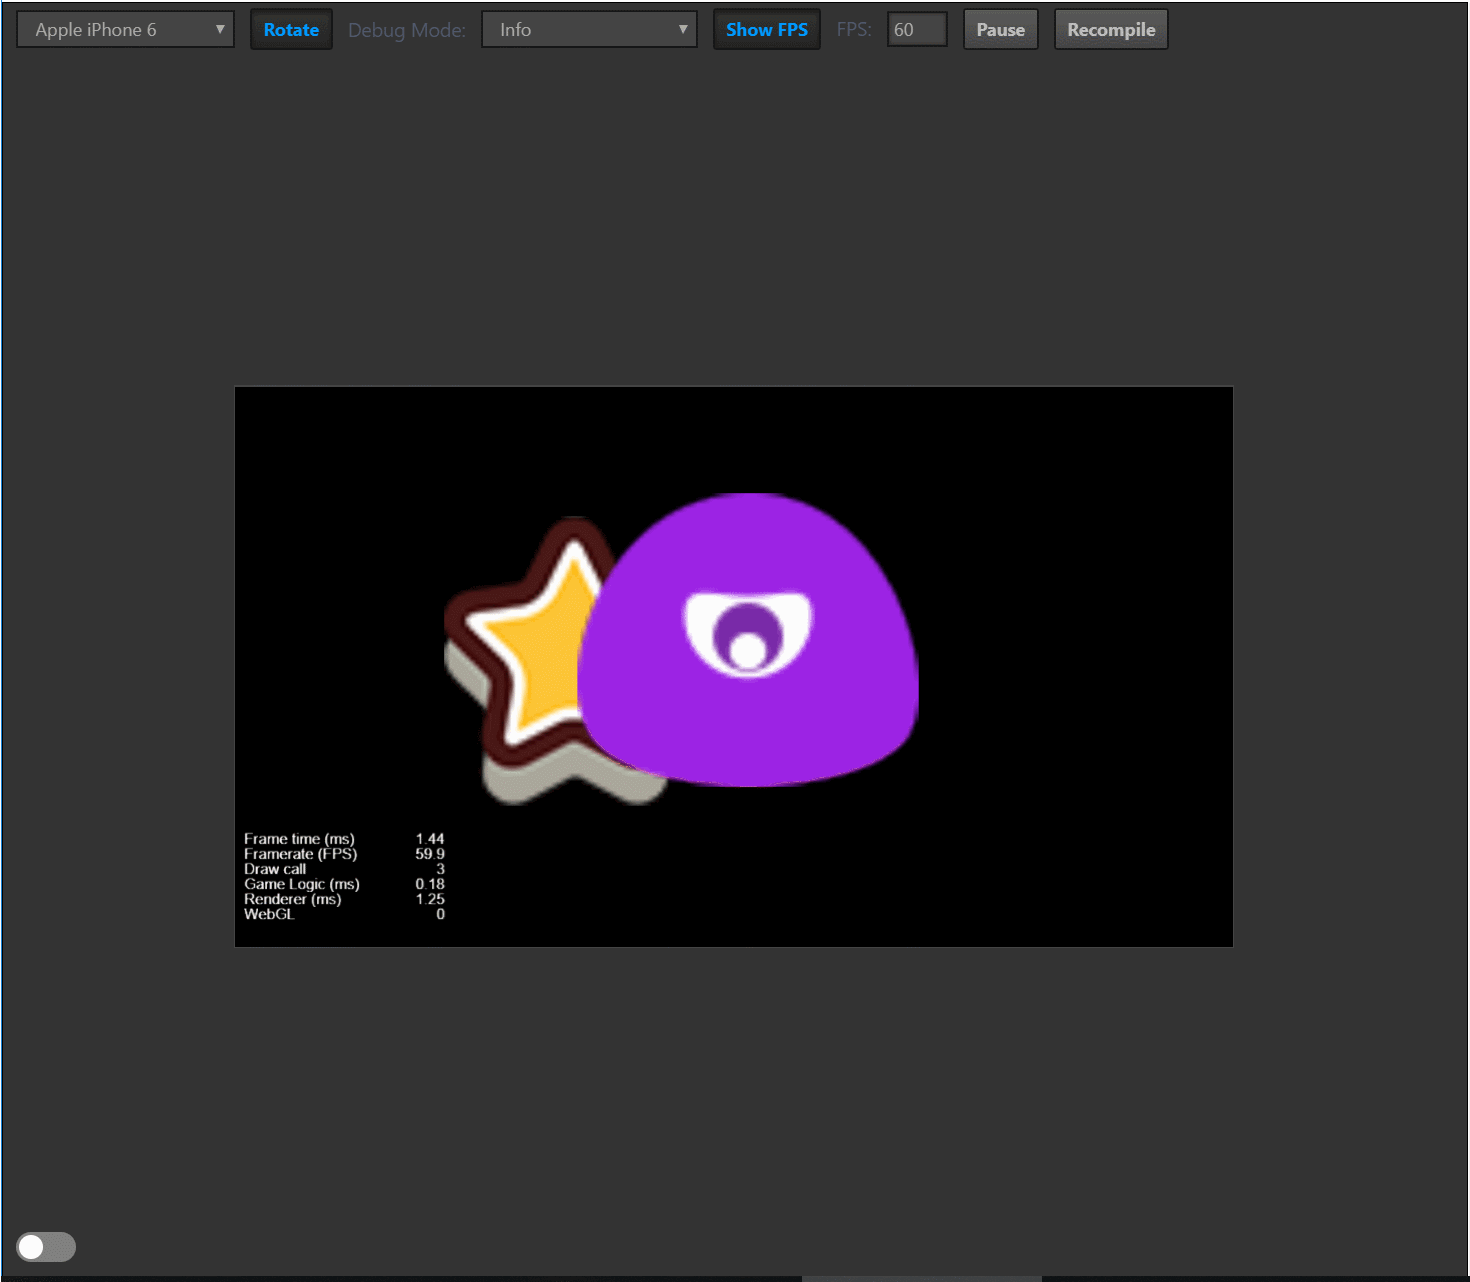 Apple iPhone 6 Rotate Debug Mode: Info Show FPS FPS: 60 Pause Recompile
Frame time (ms) 1.44
Framerate (FPS) 59.9
Draw call 3
Game Logic (ms) 0.18
Renderer (ms) 1.25
WebGL 0